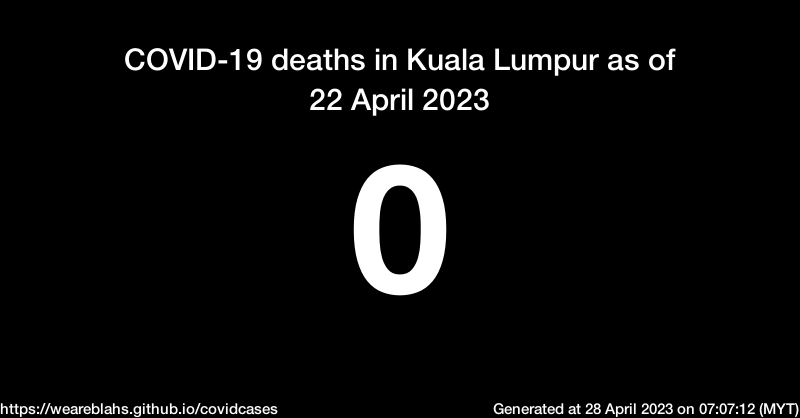 COVID-19 deaths in Kuala Lumpur as of
22 April 2023
0
https://weareblahs.github.io/covidcases
Generated at 28 April 2023 on 07:07:12 (MYT)